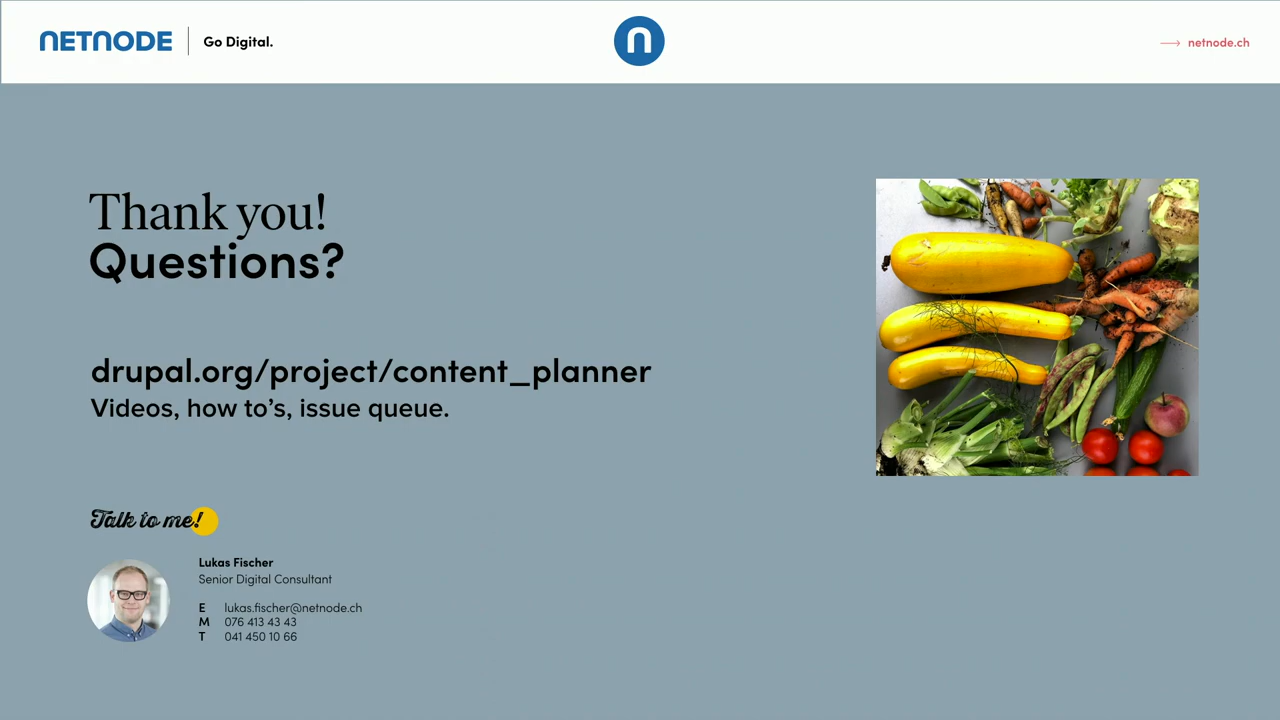 NETNODE
Go Digital.
n
netnode.ch
Thank you!
Questions?
drupal.org/project/content_planner
Videos, how to’s, issue queue.
Talk to me!
Lukas Fischer
Senior Digital Consultant
E lukas.fischer@netnode.ch
M 076 413 43 43
T 041 450 10 66